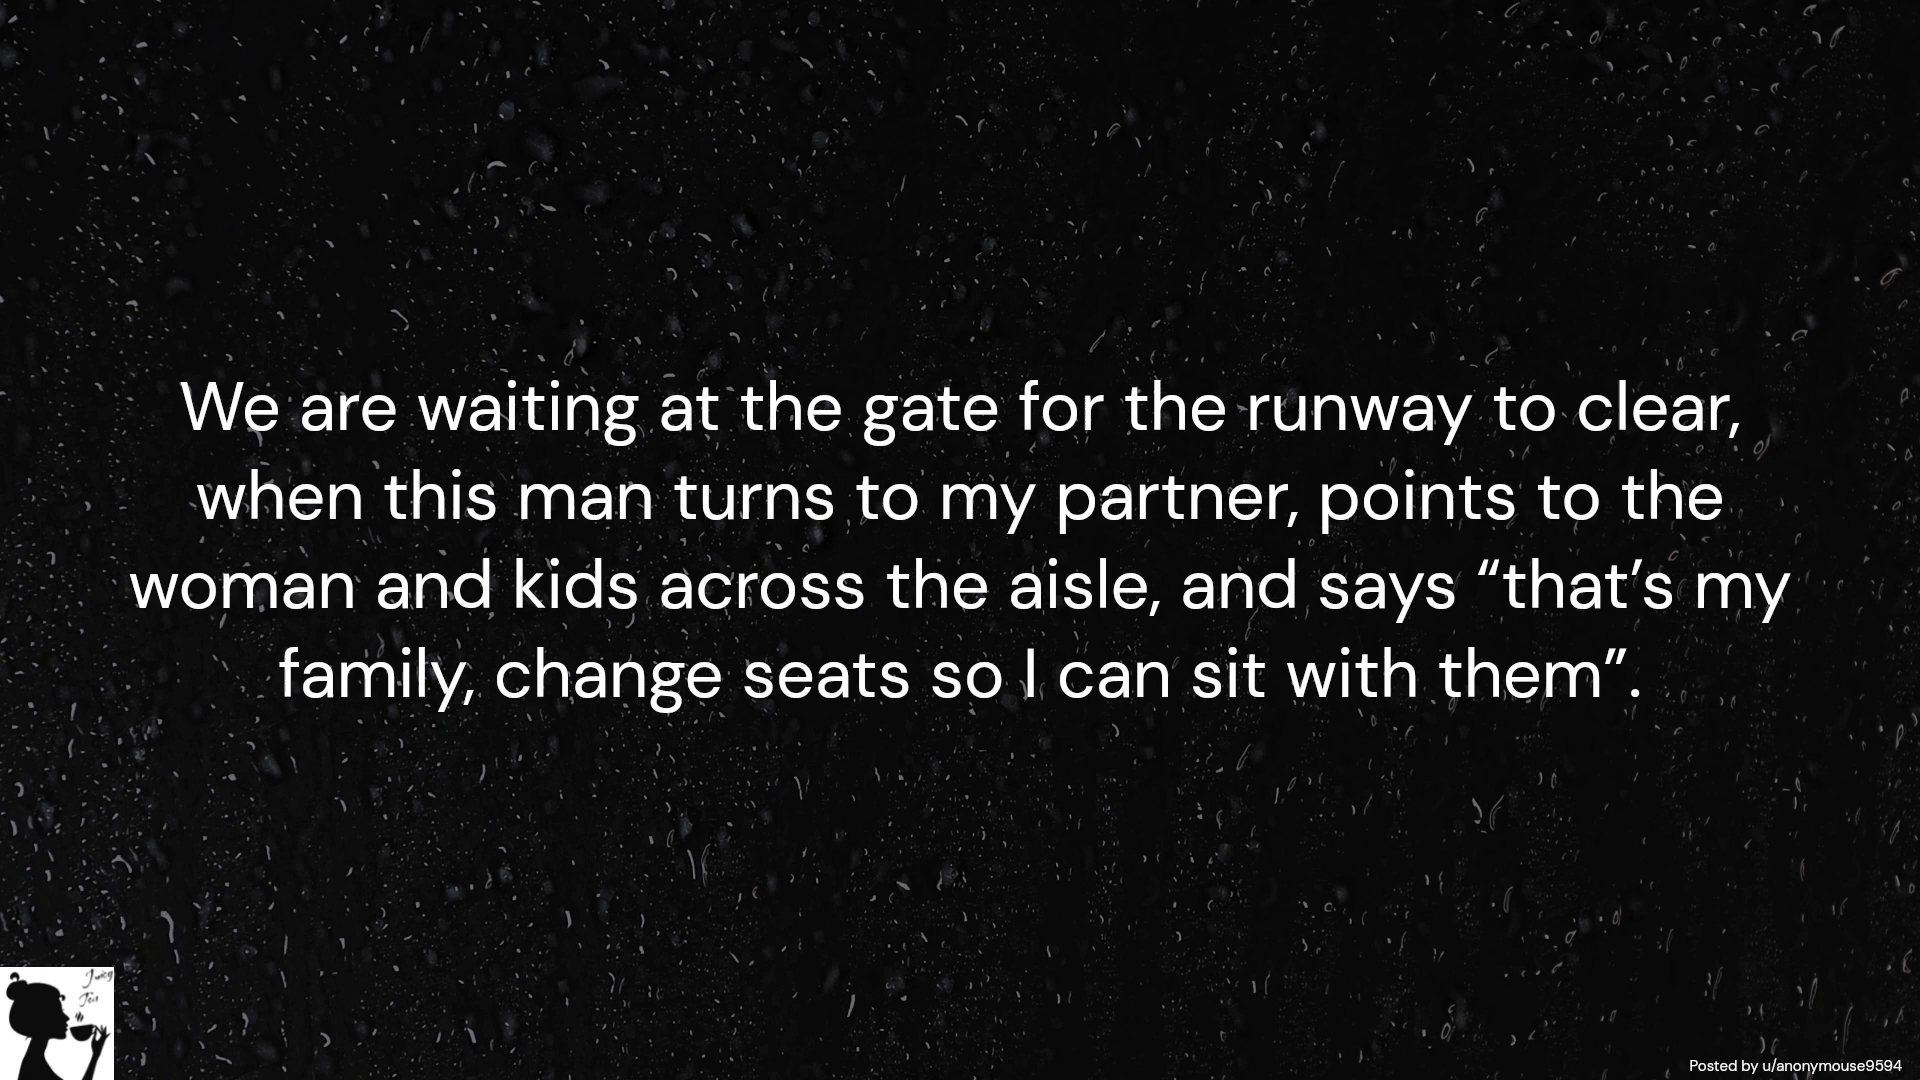 We are waiting at the gate for the runway to clear,
when this man turns to my partner, points to the
woman and kids across the aisle, and says “that’s my
family, change seats so I can sit with them”.
Juicy
Tea
Posted by u/anonymouse9594